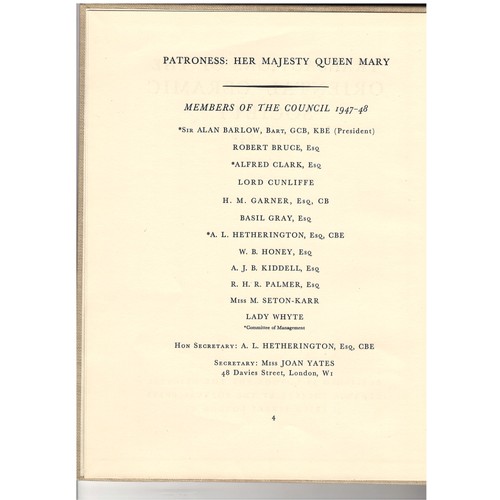 PATRONESS: HER MAJESTY QUEEN MARY
MEMBERS OF THE COUNCIL 1947-48
*Sir ALAN BARLOW, Bart, GCB, KBE (President)
ROBERT BRUCE, Esq
*ALFRED CLARK, Esq
LORD CUNLIFFE
H. M. GARNER, Esq, CB
BASIL GRAY, Esq
*A. L. HETHERINGTON, Esq, CBE
W. B. HONEY, Esq
A. J. B. KIDDELL, Esq
R. H. R. PALMER, Esq
Miss M. SETON-KARR
LADY WHYTE
*Committee of Management
Hon Secretary: A. L. HETHERINGTON, Esq, CBE
Secretary: Miss JOAN YATES
48 Davies Street, London, W1
4